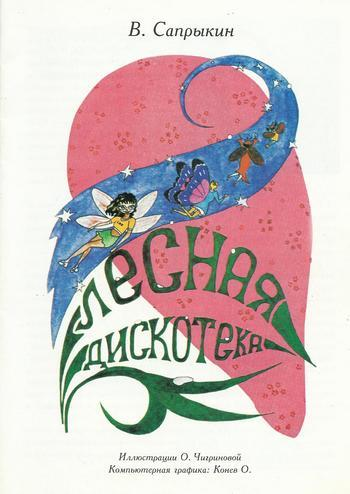 В. Сапрыкин
ЛЕСНАЯ
ДИСКОТЕКА
Иллюстрации О. Чигриновой
Компьютерная графика: Конев О.